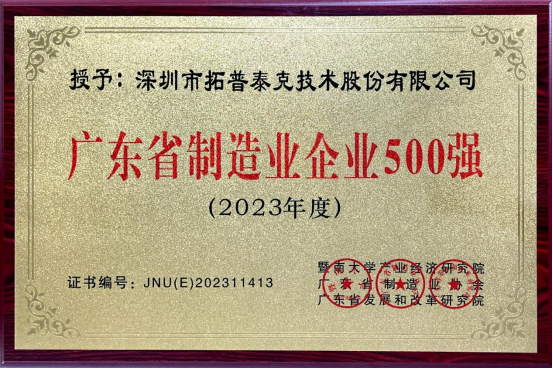 授予：深圳市拓普泰克技术股份有限公司
广东省制造业企业500强
(2023年度)
证书编号：JNU(E)202311413
暨南大学产业经济研究院
广东省制造业协会
广东省发展和改革研究院